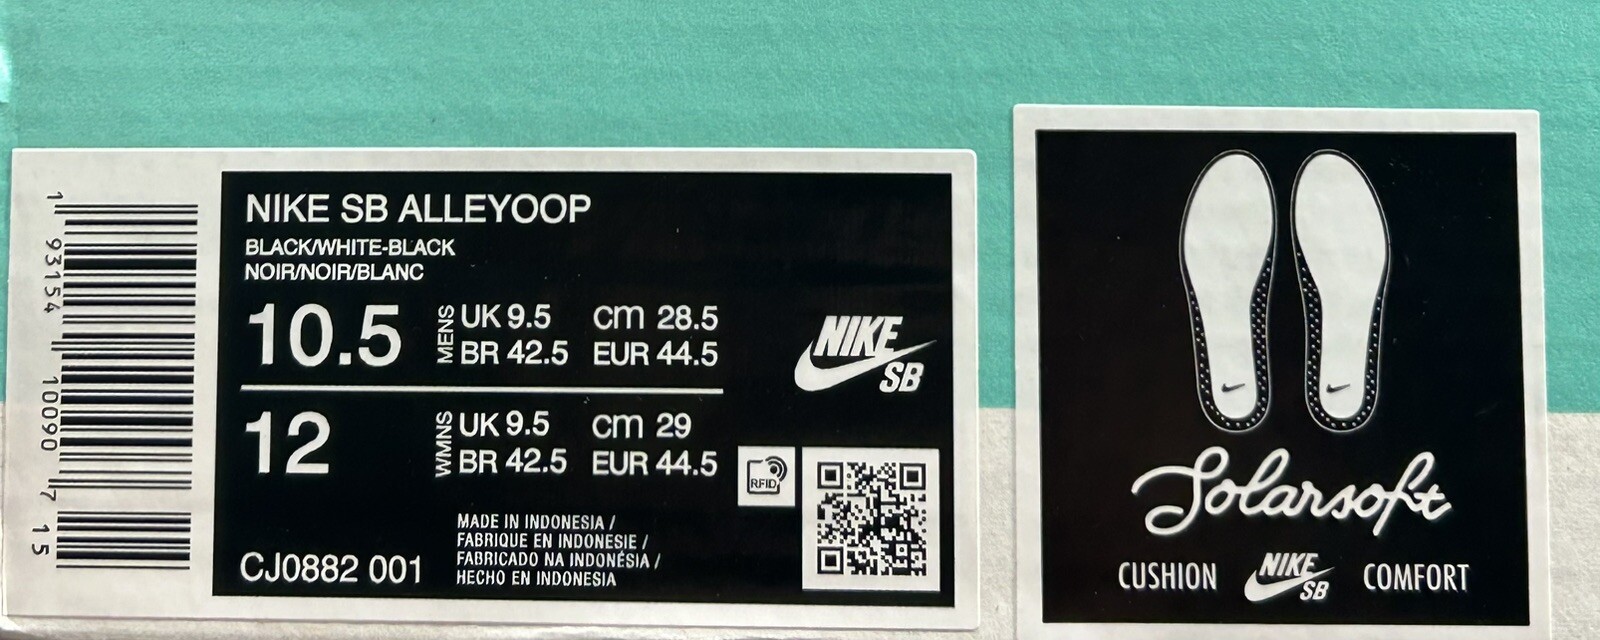 1 93154 10090 7 15
NIKE SB ALLEYOOP
BLACK/WHITE-BLACK
NOIR/NOIR/BLANC
10.5 MENS UK 9.5 cm 28.5
BR 42.5 EUR 44.5
12 WMNS UK 9.5 cm 29
BR 42.5 EUR 44.5
NIKE
SB
RFID
MADE IN INDONESIA /
FABRIQUE EN INDONESIE /
FABRICADO NA INDONÉSIA /
HECHO EN INDONESIA
CJ0882 001
Solarsoft
CUSHION NIKE SB COMFORT